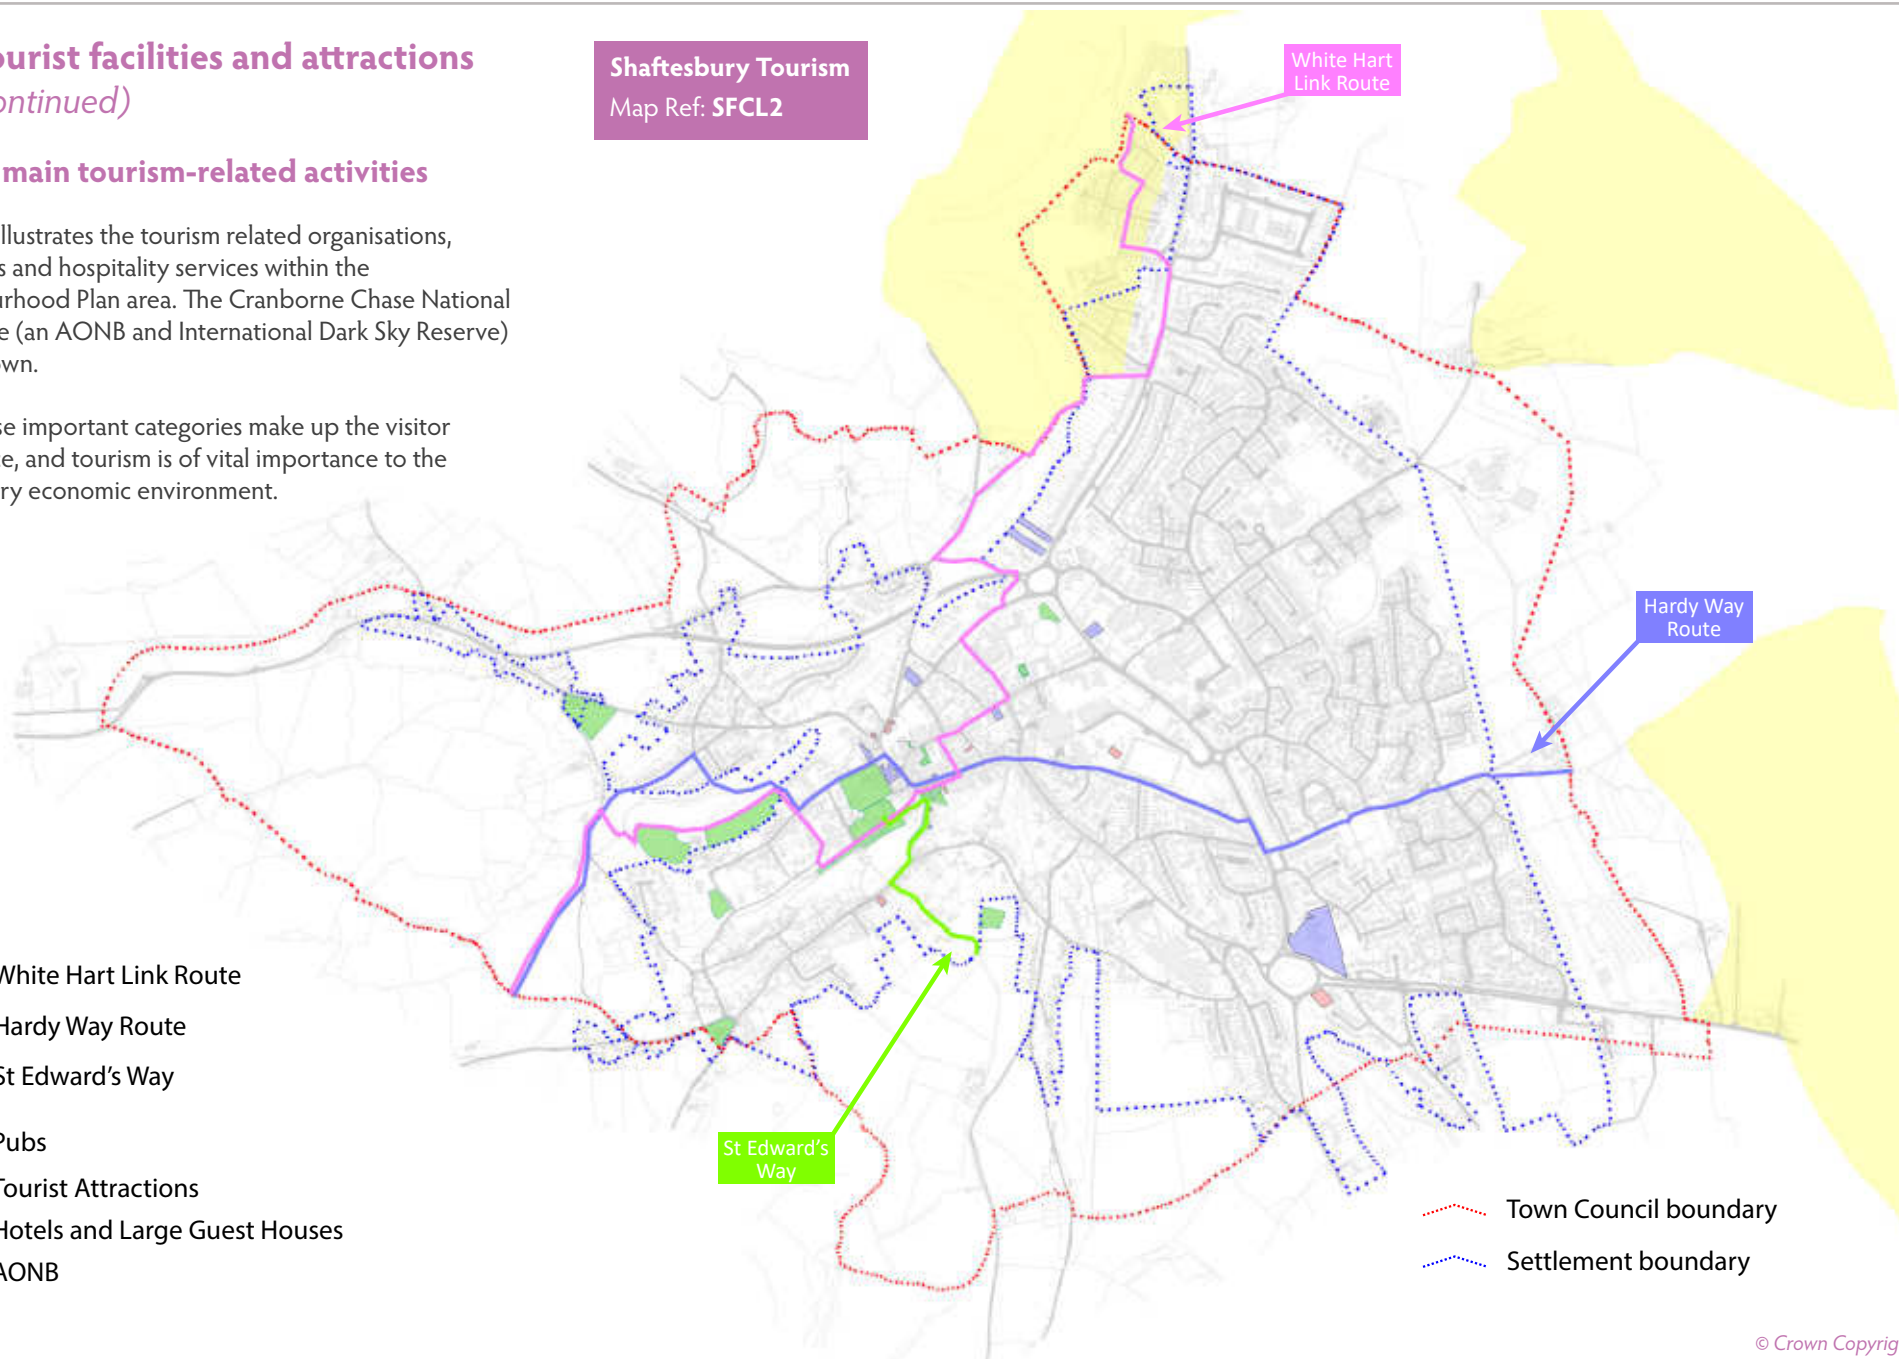 ourist facilities and attractions
ontinued)
main tourism-related activities
illustrates the tourism related organisations,
s and hospitality services within the
urhood Plan area. The Cranborne Chase National
e (an AONB and International Dark Sky Reserve)
own.
se important categories make up the visitor
e, and tourism is of vital importance to the
ry economic environment.
Shaftesbury Tourism
Map Ref: SFCL2
White Hart
Link Route
Hardy Way
Route
St Edward's
Way
White Hart Link Route
Hardy Way Route
St Edward's Way
Pubs
Tourist Attractions
Hotels and Large Guest Houses
AONB
Town Council boundary
Settlement boundary
© Crown Copyrig